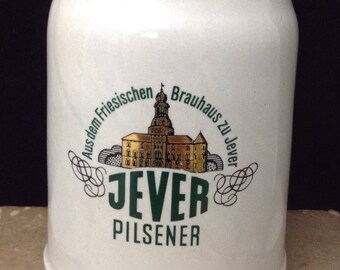 Aus dem Friesischen Brauhaus zu Jever
JEVER
PILSENER